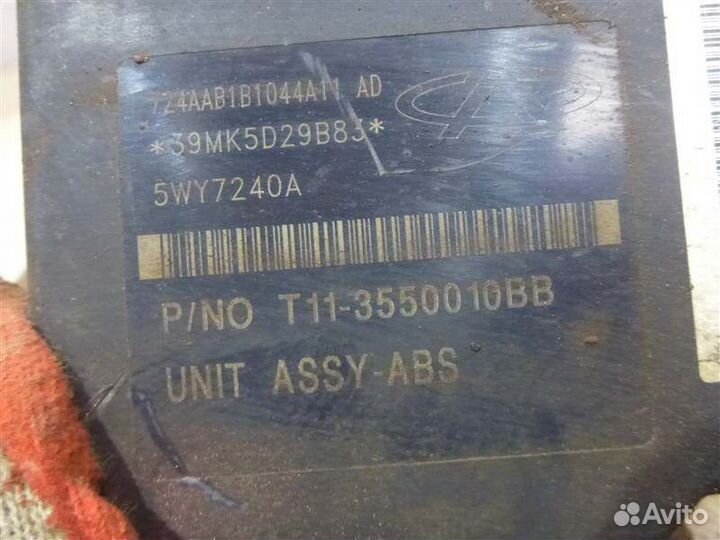 724AAB1B1044A11 AD
*39MK5D29B83*
5WY7240A
P/NO T11-3550010BB
UNIT ASSY-ABS
Avito